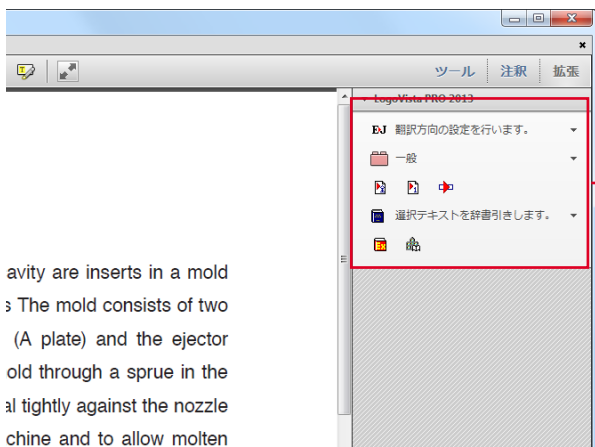 ツール 注釈 拡張
LogoVista PRO 2013
EJ 翻訳方向の設定を行います。
一般
選択テキストを辞書引きします。
avity are inserts in a mold
s The mold consists of two
(A plate) and the ejector
old through a sprue in the
al tightly against the nozzle
chine and to allow molten